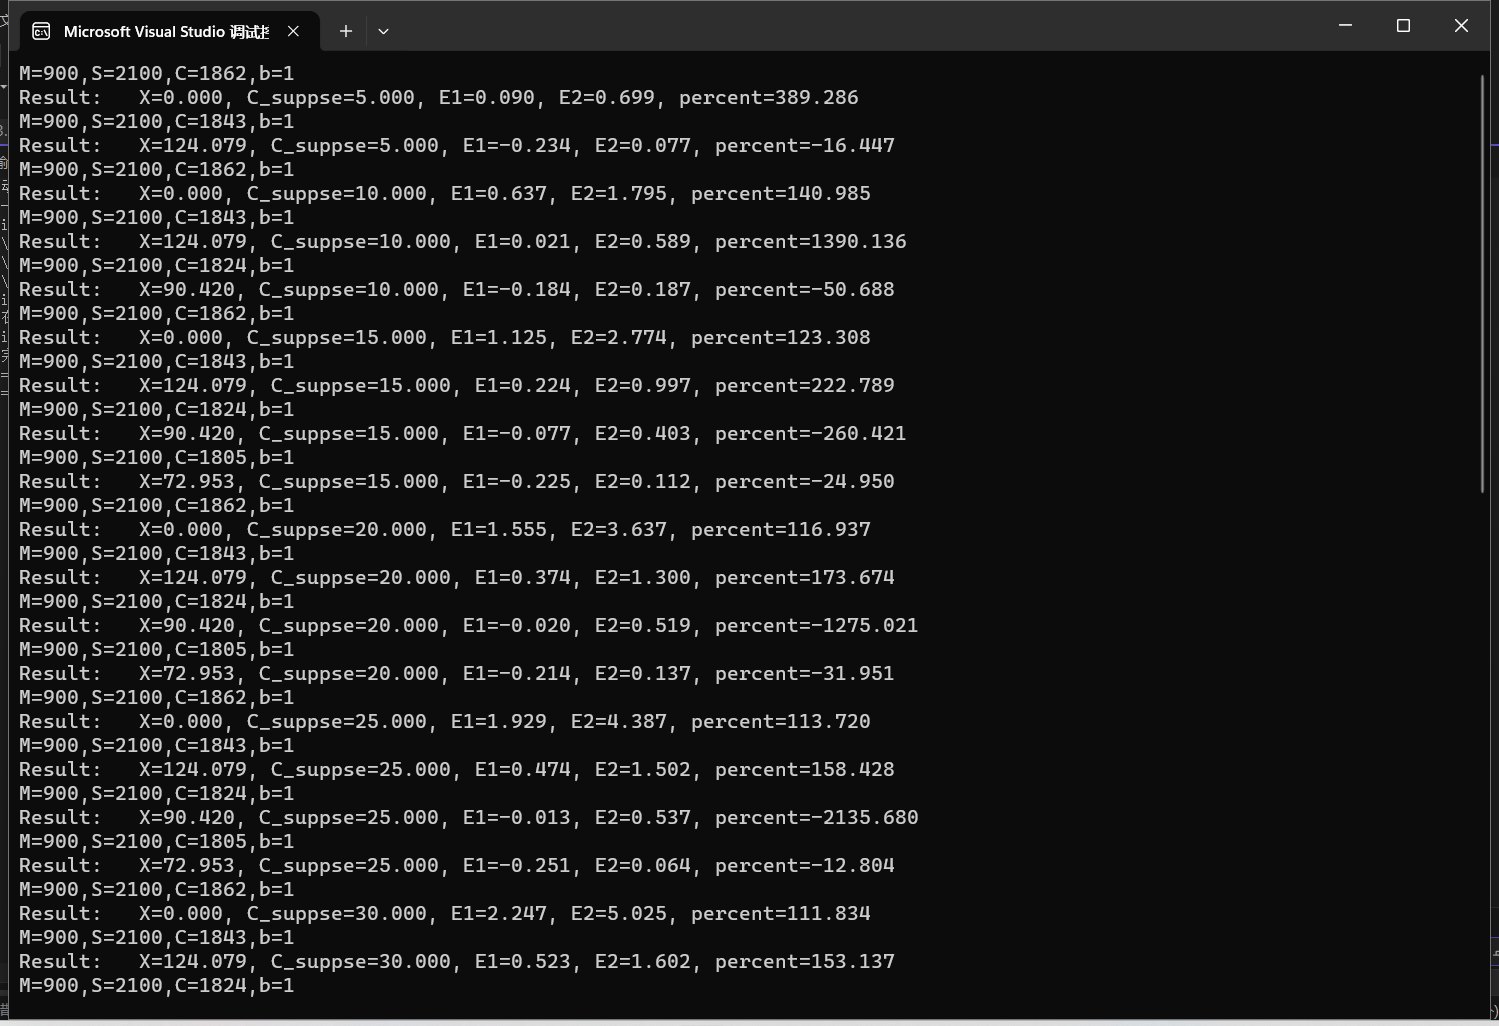 Microsoft Visual Studio 调试控
M=900,S=2100,C=1862,b=1
Result:   X=0.000, C_suppse=5.000, E1=0.090, E2=0.699, percent=389.286
M=900,S=2100,C=1843,b=1
Result:   X=124.079, C_suppse=5.000, E1=-0.234, E2=0.077, percent=-16.447
M=900,S=2100,C=1862,b=1
Result:   X=0.000, C_suppse=10.000, E1=0.637, E2=1.795, percent=140.985
M=900,S=2100,C=1843,b=1
Result:   X=124.079, C_suppse=10.000, E1=0.021, E2=0.589, percent=1390.136
M=900,S=2100,C=1824,b=1
Result:   X=90.420, C_suppse=10.000, E1=-0.184, E2=0.187, percent=-50.688
M=900,S=2100,C=1862,b=1
Result:   X=0.000, C_suppse=15.000, E1=1.125, E2=2.774, percent=123.308
M=900,S=2100,C=1843,b=1
Result:   X=124.079, C_suppse=15.000, E1=0.224, E2=0.997, percent=222.789
M=900,S=2100,C=1824,b=1
Result:   X=90.420, C_suppse=15.000, E1=-0.077, E2=0.403, percent=-260.421
M=900,S=2100,C=1805,b=1
Result:   X=72.953, C_suppse=15.000, E1=-0.225, E2=0.112, percent=-24.950
M=900,S=2100,C=1862,b=1
Result:   X=0.000, C_suppse=20.000, E1=1.555, E2=3.637, percent=116.937
M=900,S=2100,C=1843,b=1
Result:   X=124.079, C_suppse=20.000, E1=0.374, E2=1.300, percent=173.674
M=900,S=2100,C=1824,b=1
Result:   X=90.420, C_suppse=20.000, E1=-0.020, E2=0.519, percent=-1275.021
M=900,S=2100,C=1805,b=1
Result:   X=72.953, C_suppse=20.000, E1=-0.214, E2=0.137, percent=-31.951
M=900,S=2100,C=1862,b=1
Result:   X=0.000, C_suppse=25.000, E1=1.929, E2=4.387, percent=113.720
M=900,S=2100,C=1843,b=1
Result:   X=124.079, C_suppse=25.000, E1=0.474, E2=1.502, percent=158.428
M=900,S=2100,C=1824,b=1
Result:   X=90.420, C_suppse=25.000, E1=-0.013, E2=0.537, percent=-2135.680
M=900,S=2100,C=1805,b=1
Result:   X=72.953, C_suppse=25.000, E1=-0.251, E2=0.064, percent=-12.804
M=900,S=2100,C=1862,b=1
Result:   X=0.000, C_suppse=30.000, E1=2.247, E2=5.025, percent=111.834
M=900,S=2100,C=1843,b=1
Result:   X=124.079, C_suppse=30.000, E1=0.523, E2=1.602, percent=153.137
M=900,S=2100,C=1824,b=1